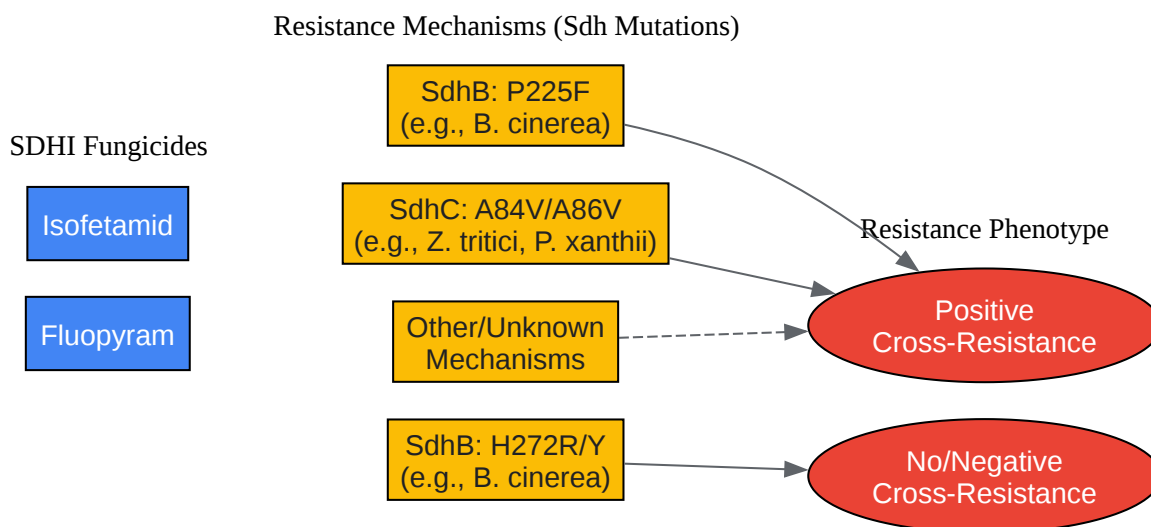 Resistance Mechanisms (Sdh Mutations)
SdhB: P225F
(e.g., B. cinerea)
SDHI Fungicides
Isofetamid
SdhC: A84V/A86V
(e.g., Z. tritici, P. xanthii)
Resistance Phenotype
Fluopyram
Other/Unknown
Mechanisms
Positive
Cross-Resistance
SdhB: H272R/Y
(e.g., B. cinerea)
No/Negative
Cross-Resistance